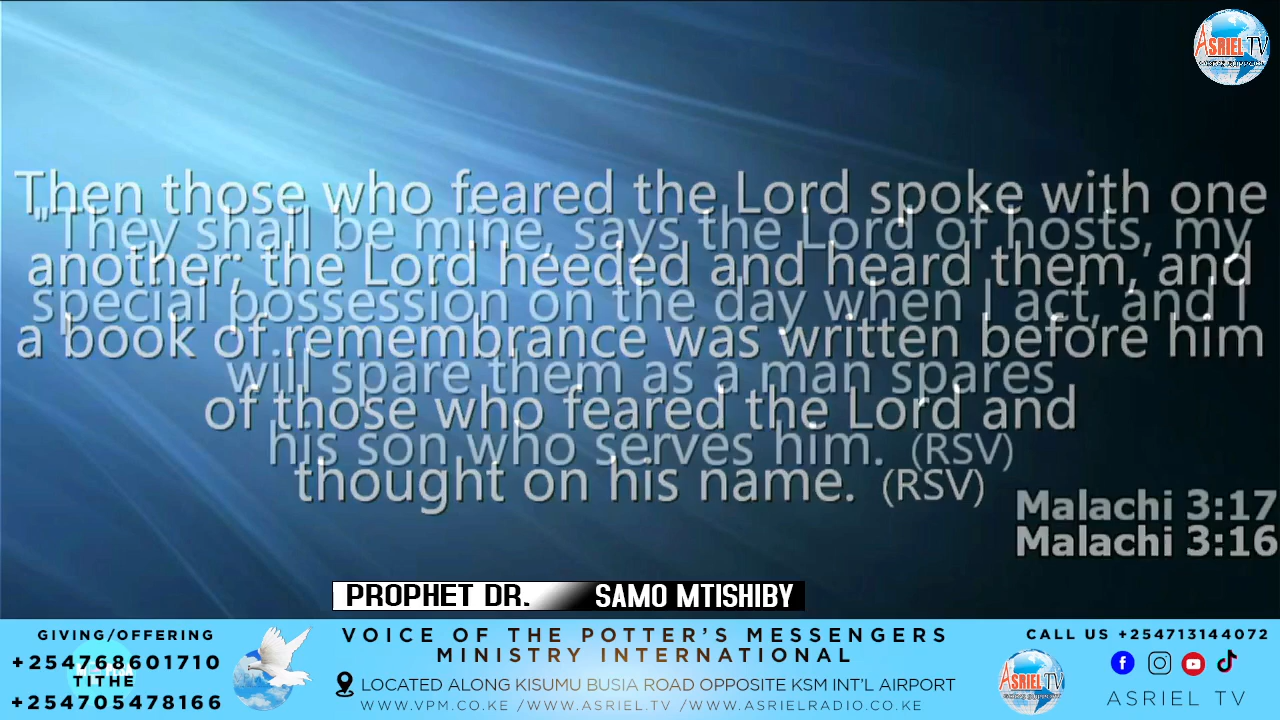 ASRIEL TV
Then those who feared the Lord spoke with one
"They shall be mine, says the Lord of hosts, my
another; the Lord heeded and heard them, and
special possession on the day when I act, and I
a book of remembrance was written before him
will spare them as a man spares
of those who feared the Lord and
his son who serves him. (RSV)
thought on his name. (RSV)
Malachi 3:17
Malachi 3:16
PROPHET DR. SAMO MTISHIBY
GIVING/OFFERING
+254768601710
TITHE
+254705478166
VOICE OF THE POTTER'S MESSENGERS
MINISTRY INTERNATIONAL
LOCATED ALONG KISUMU BUSIA ROAD OPPOSITE KSM INT'L AIRPORT
WWW.VPM.CO.KE /WWW.ASRIEL.TV /WWW.ASRIELRADIO.CO.KE
ASRIEL TV
CALL US +254713144072
ASRIEL TV